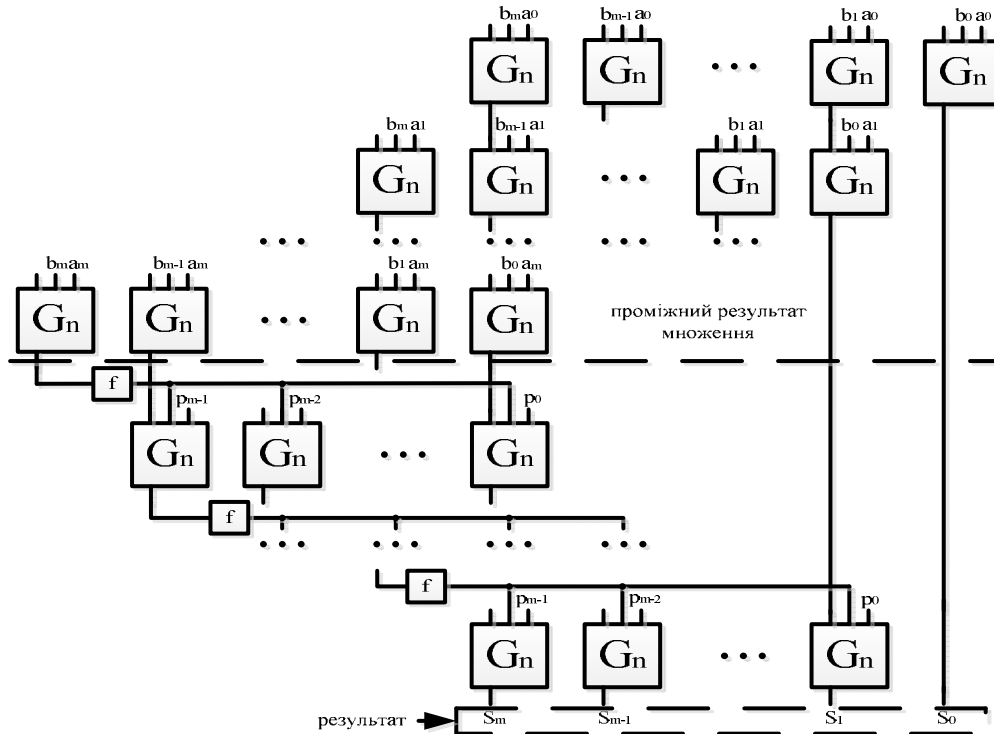 bₘa₀ bₘ₋₁a₀ b₁a₀ b₀a₀
Gₙ Gₙ ... Gₙ Gₙ
bₘa₁ bₘ₋₁a₁ b₁a₁ b₀a₁
Gₙ Gₙ ... Gₙ Gₙ
... ... ... ... ...
bₘaₘ bₘ₋₁aₘ b₁aₘ b₀aₘ
Gₙ Gₙ ... Gₙ Gₙ
проміжний результат
множення
f
pₘ₋₁ pₘ₋₂ p₀
Gₙ Gₙ ... Gₙ
f
... ... ... ...
f
pₘ₋₁ pₘ₋₂ p₀
Gₙ Gₙ ... Gₙ
результат Sₘ Sₘ₋₁ S₁ S₀